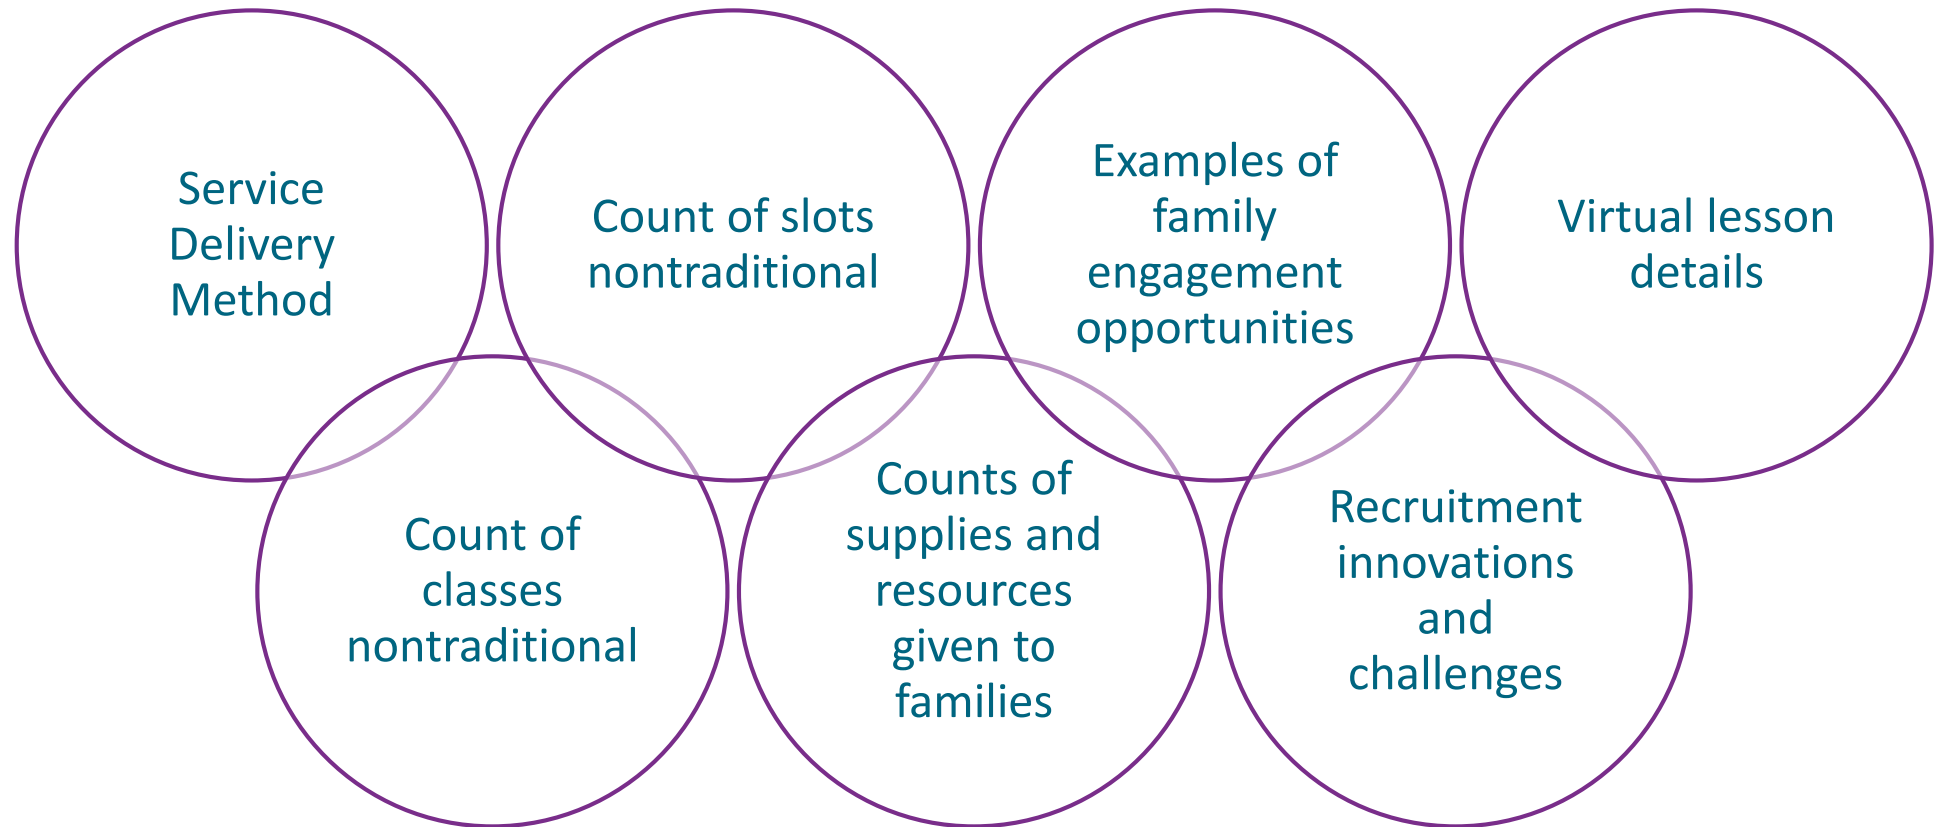 Service
Delivery
Method
Count of slots
nontraditional
Examples of
family
engagement
opportunities
Virtual lesson
details
Count of
classes
nontraditional
Counts of
supplies and
resources
given to
families
Recruitment
innovations
and
challenges